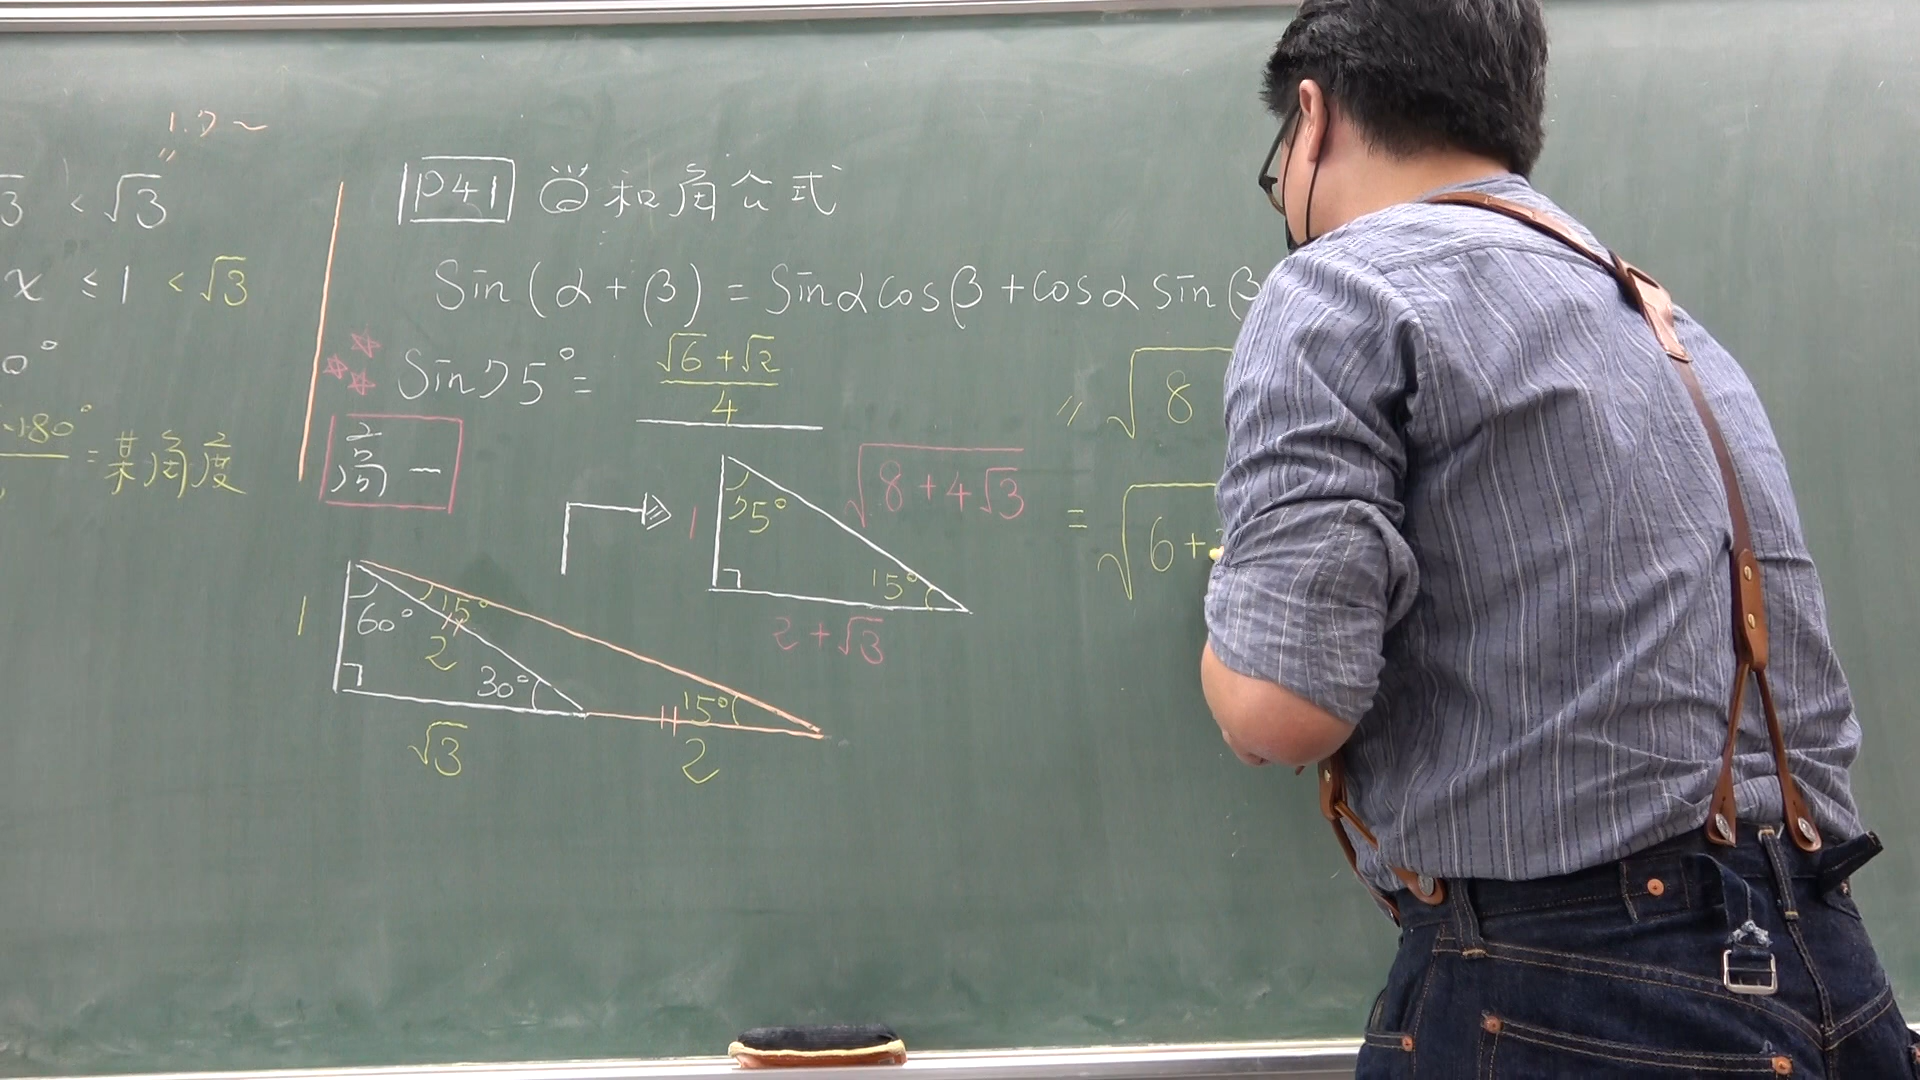 1.7~
√3 < √3
x ≤ 1 < √3
0°
·180° = 某角度
P41 和角公式
Sin(α+β) = Sinαcosβ + cosα sinβ
Sin75° = (√6+√2)/4
高一
1
75°
15°
√(8+4√3)
2+√3
1
60°
15°
2
30°
15°
√3
2
〃 √8
= √6+